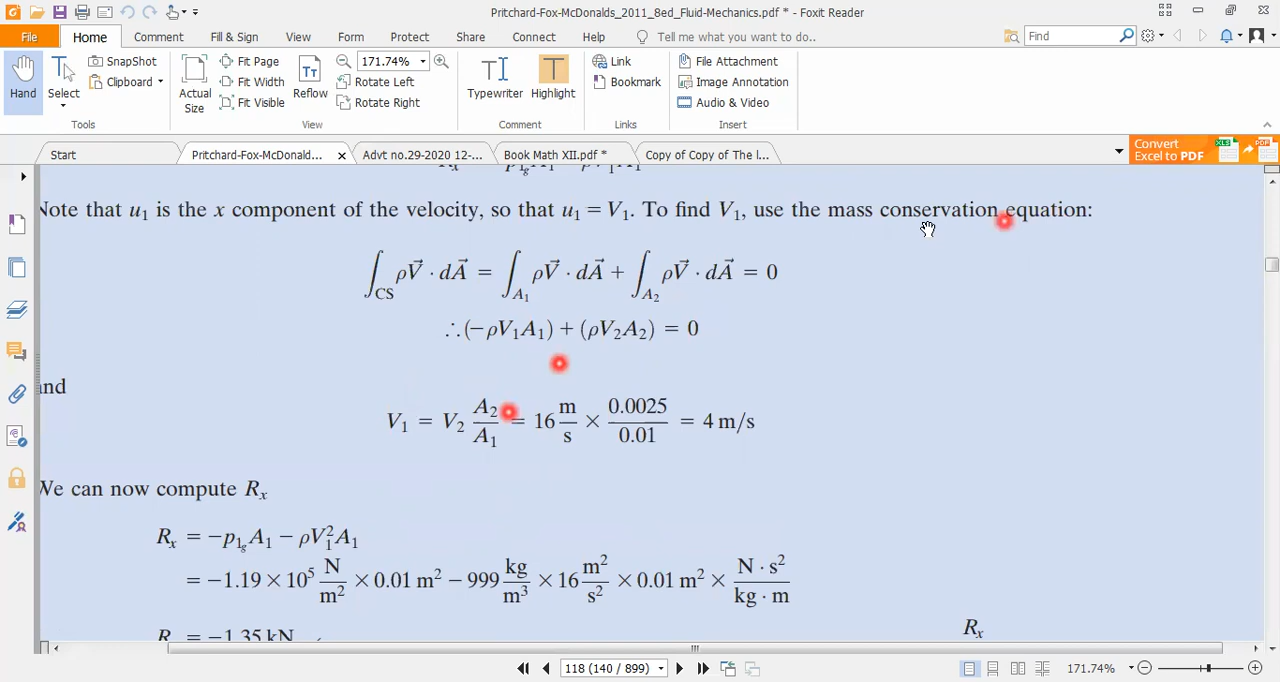 Pritchard-Fox-McDonalds_2011_8ed_Fluid-Mechanics.pdf * - Foxit Reader
File Home Comment Fill & Sign View Form Protect Share Connect Help Tell me what you want to do.. Find
Hand
Select
SnapShot
Clipboard
Actual Size
Fit Page
Fit Width
Fit Visible
Reflow
171.74%
Rotate Left
Rotate Right
Typewriter
Highlight
Link
Bookmark
File Attachment
Image Annotation
Audio & Video
Tools View Comment Links Insert
Start Pritchard-Fox-McDonald... Advt no.29-2020 12-... Book Math XII.pdf * Copy of Copy of The l...
Convert
Excel to PDF
Note that u₁ is the x component of the velocity, so that u₁ = V₁. To find V₁, use the mass conservation equation:
∫_CS ρV⃗ · dA⃗ = ∫_A₁ ρV⃗ · dA⃗ + ∫_A₂ ρV⃗ · dA⃗ = 0
∴ (−ρV₁A₁) + (ρV₂A₂) = 0
and
V₁ = V₂ A₂/A₁ = 16 m/s × 0.0025/0.01 = 4 m/s
We can now compute Rₓ
Rₓ = −p₁g A₁ − ρV₁²A₁
= −1.19 × 10⁵ N/m² × 0.01 m² − 999 kg/m³ × 16 m²/s² × 0.01 m² × N · s²/kg · m
Rₓ
−1.35 kN
118 (140 / 899)
171.74%